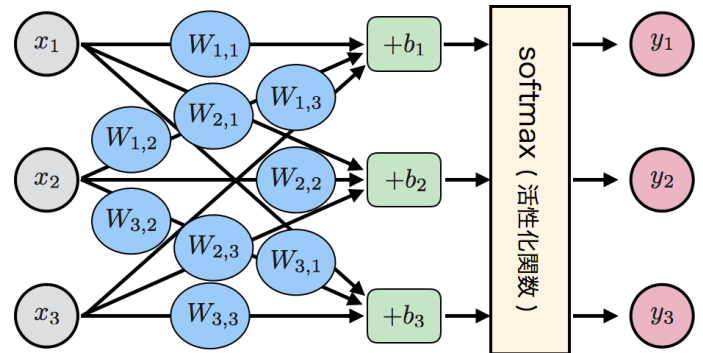 x1
W1,1
+b1
y1
W1,3
W2,1
W1,2
x2
W2,2
+b2
y2
W3,2
W2,3
W3,1
x3
W3,3
+b3
y3
softmax (活性化関数)